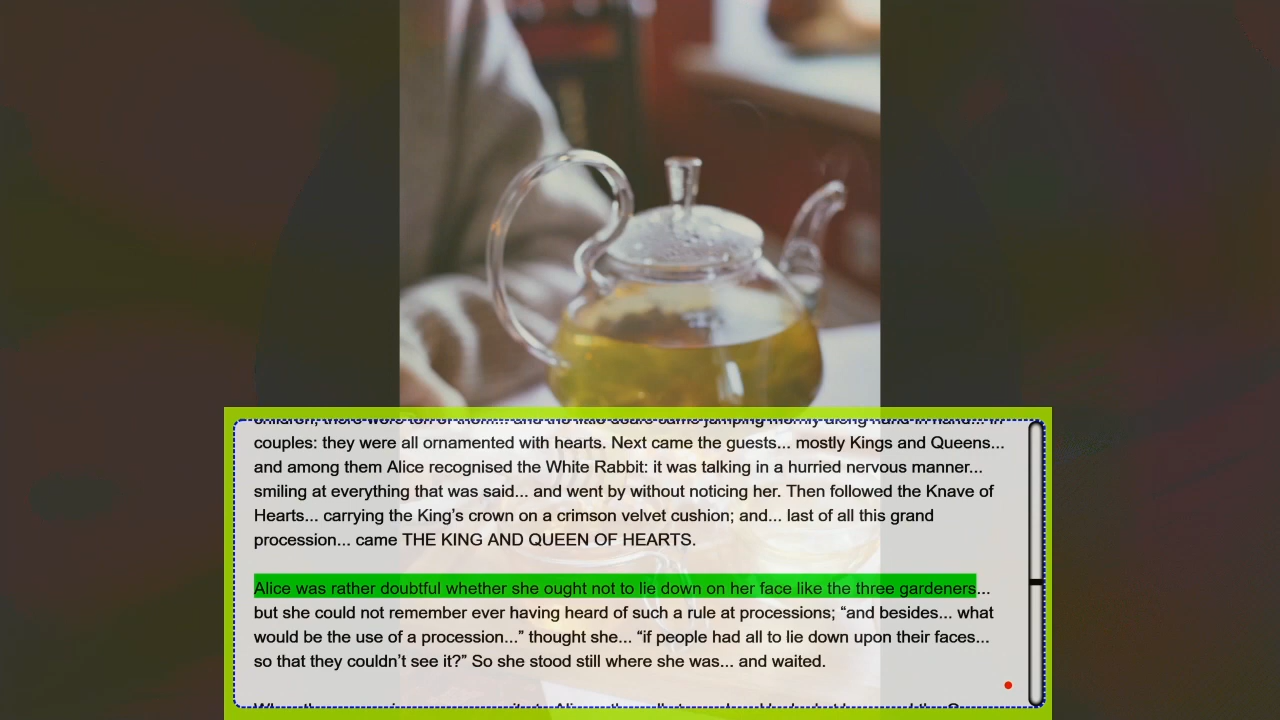 couples: they were all ornamented with hearts. Next came the guests... mostly Kings and Queens...
and among them Alice recognised the White Rabbit: it was talking in a hurried nervous manner...
smiling at everything that was said... and went by without noticing her. Then followed the Knave of
Hearts... carrying the King’s crown on a crimson velvet cushion; and... last of all this grand
procession... came THE KING AND QUEEN OF HEARTS.
Alice was rather doubtful whether she ought not to lie down on her face like the three gardeners...
but she could not remember ever having heard of such a rule at processions; “and besides... what
would be the use of a procession...” thought she... “if people had all to lie down upon their faces...
so that they couldn’t see it?” So she stood still where she was... and waited.